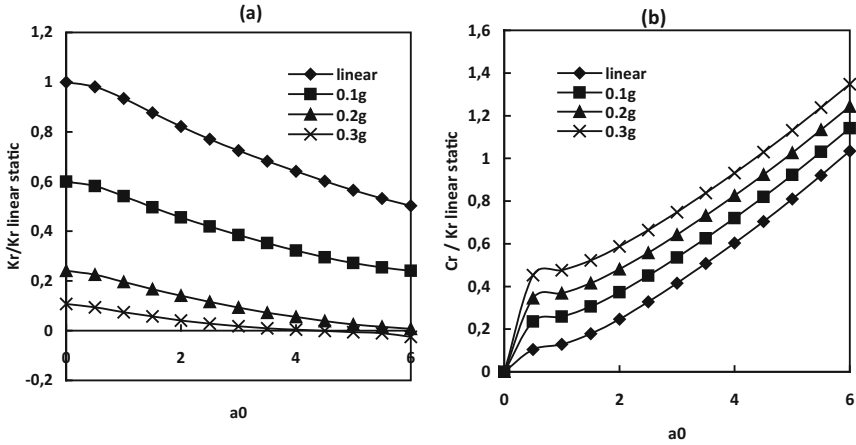 (a)
1,2
1
0,8
0,6
0,4
0,2
0
-0,2
0 2 4 6
Kr/Kr linear static
a0
linear
0.1g
0.2g
0.3g
(b)
1,6
1,4
1,2
1
0,8
0,6
0,4
0,2
0
0 2 4 6
Cr / Kr linear static
a0
linear
0.1g
0.2g
0.3g